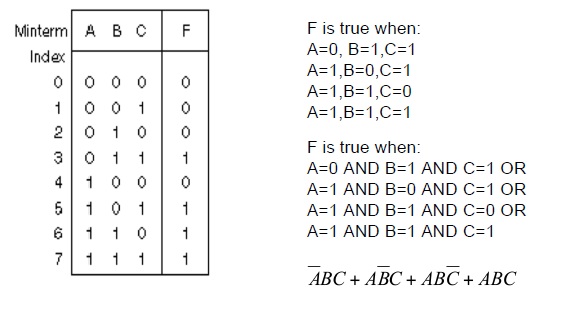 Minterm A B C F
Index
0 0 0 0 0
1 0 0 1 0
2 0 1 0 0
3 0 1 1 1
4 1 0 0 0
5 1 0 1 1
6 1 1 0 1
7 1 1 1 1
F is true when:
A=0, B=1,C=1
A=1,B=0,C=1
A=1,B=1,C=0
A=1,B=1,C=1
F is true when:
A=0 AND B=1 AND C=1 OR
A=1 AND B=0 AND C=1 OR
A=1 AND B=1 AND C=0 OR
A=1 AND B=1 AND C=1
A̅BC + AB̅C + ABC̅ + ABC